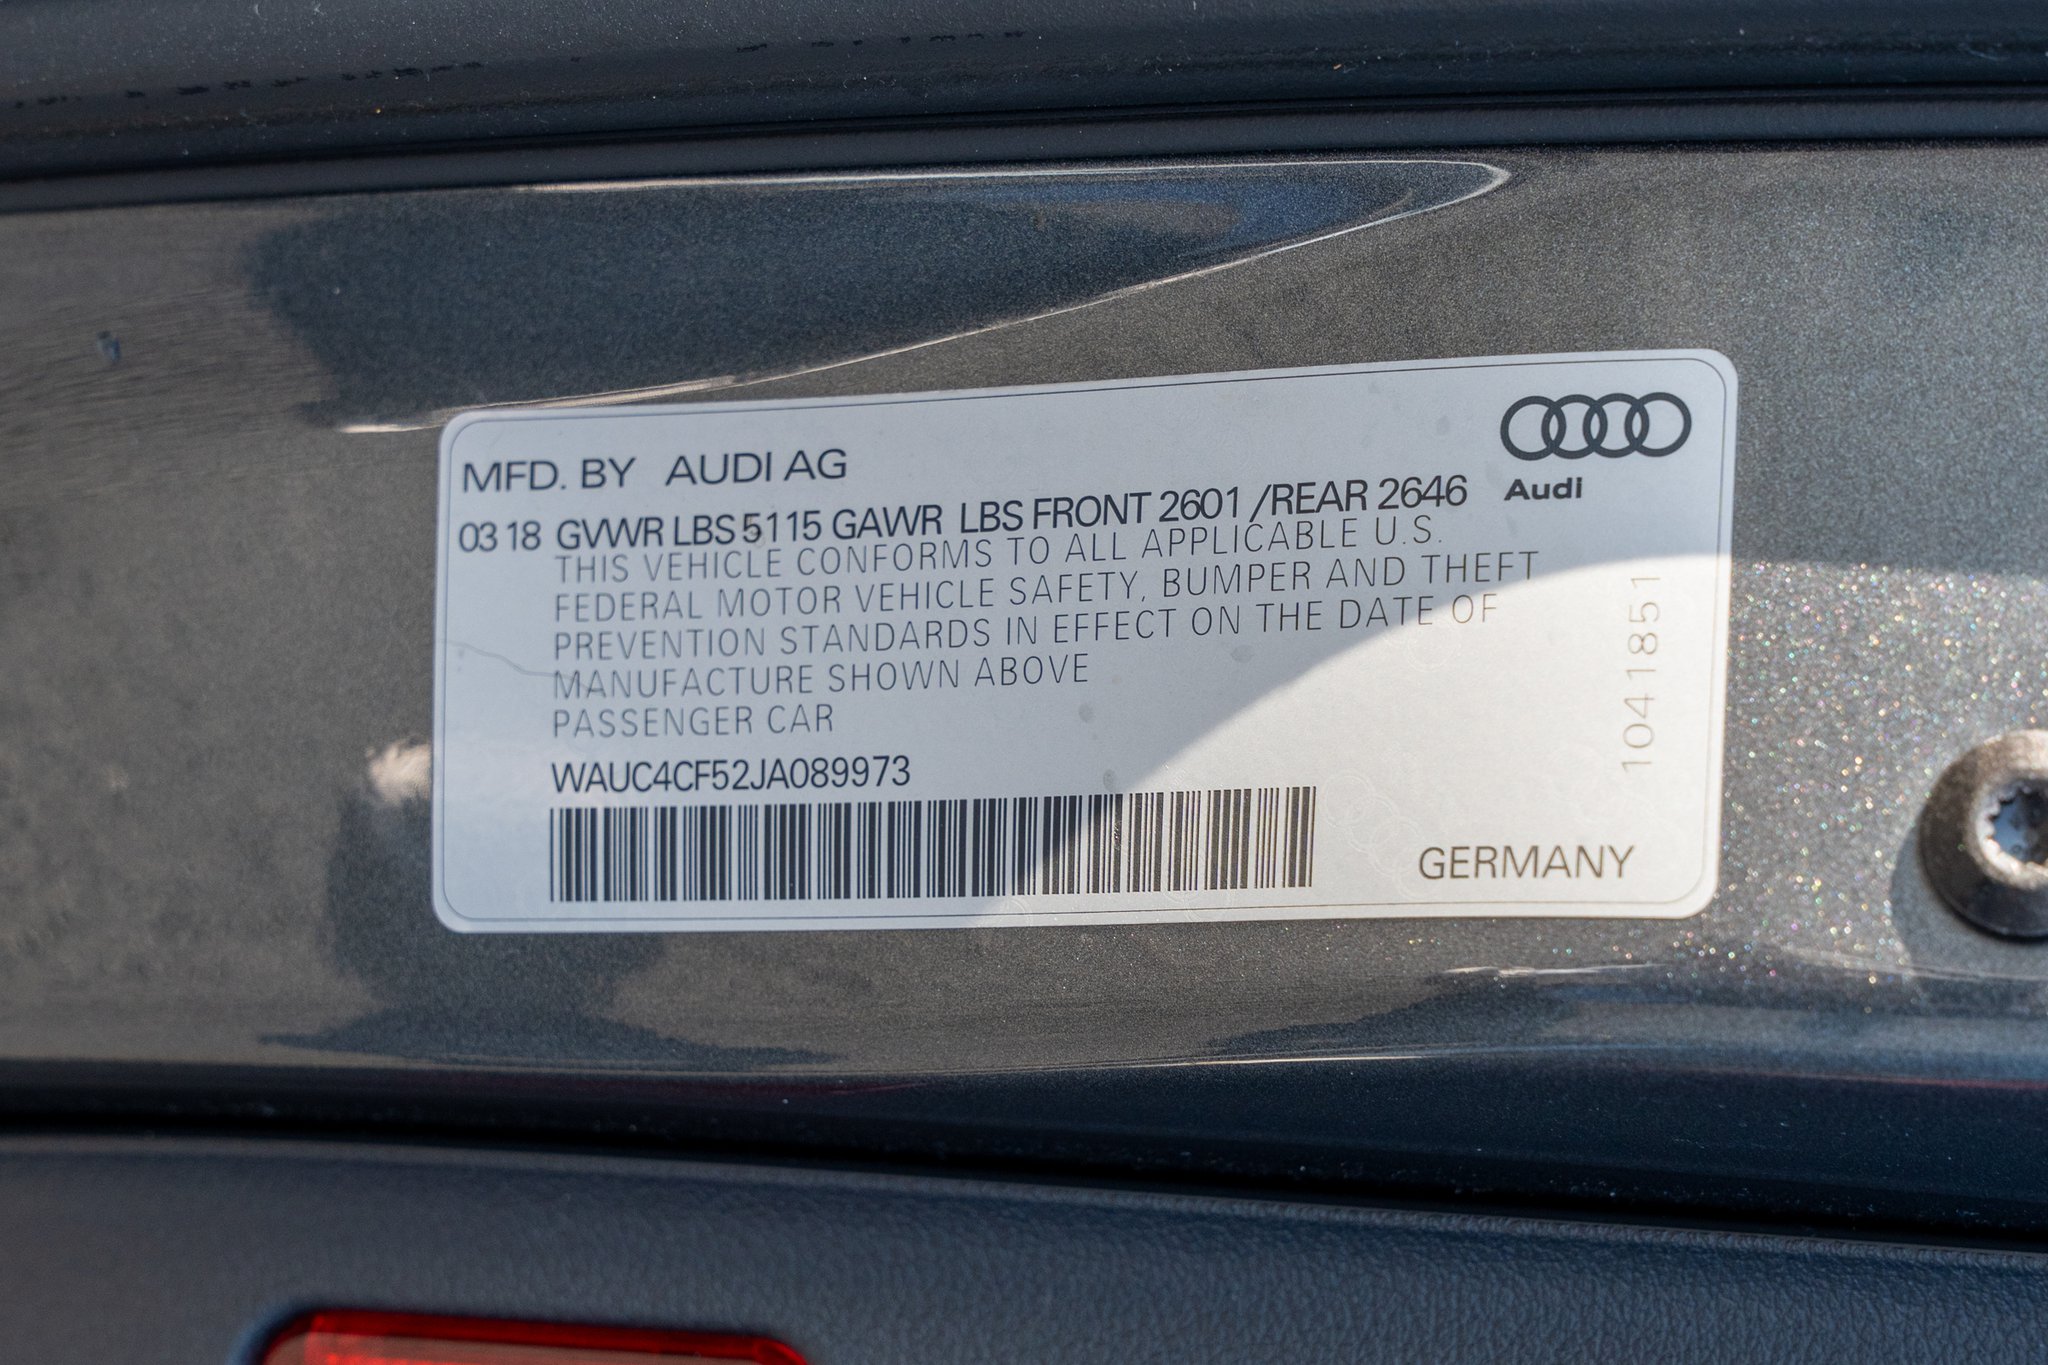 MFD. BY AUDI AG
Audi
03 18 GVWR LBS 5115 GAWR LBS FRONT 2601 /REAR 2646
THIS VEHICLE CONFORMS TO ALL APPLICABLE U.S.
FEDERAL MOTOR VEHICLE SAFETY, BUMPER AND THEFT
PREVENTION STANDARDS IN EFFECT ON THE DATE OF
MANUFACTURE SHOWN ABOVE
PASSENGER CAR
WAUC4CF52JA089973
1041851
GERMANY